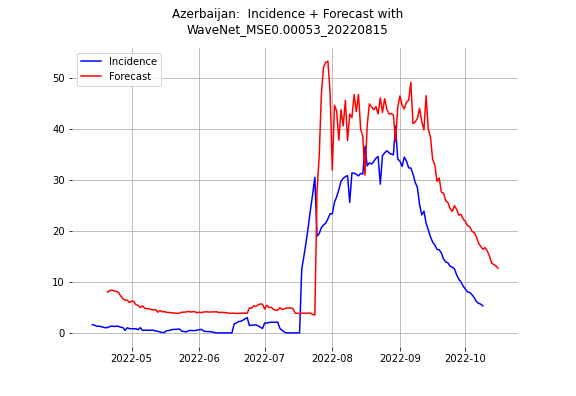 Azerbaijan:  Incidence + Forecast with
WaveNet_MSE0.00053_20220815
Incidence
Forecast
50
40
30
20
10
0
2022-05 2022-06 2022-07 2022-08 2022-09 2022-10